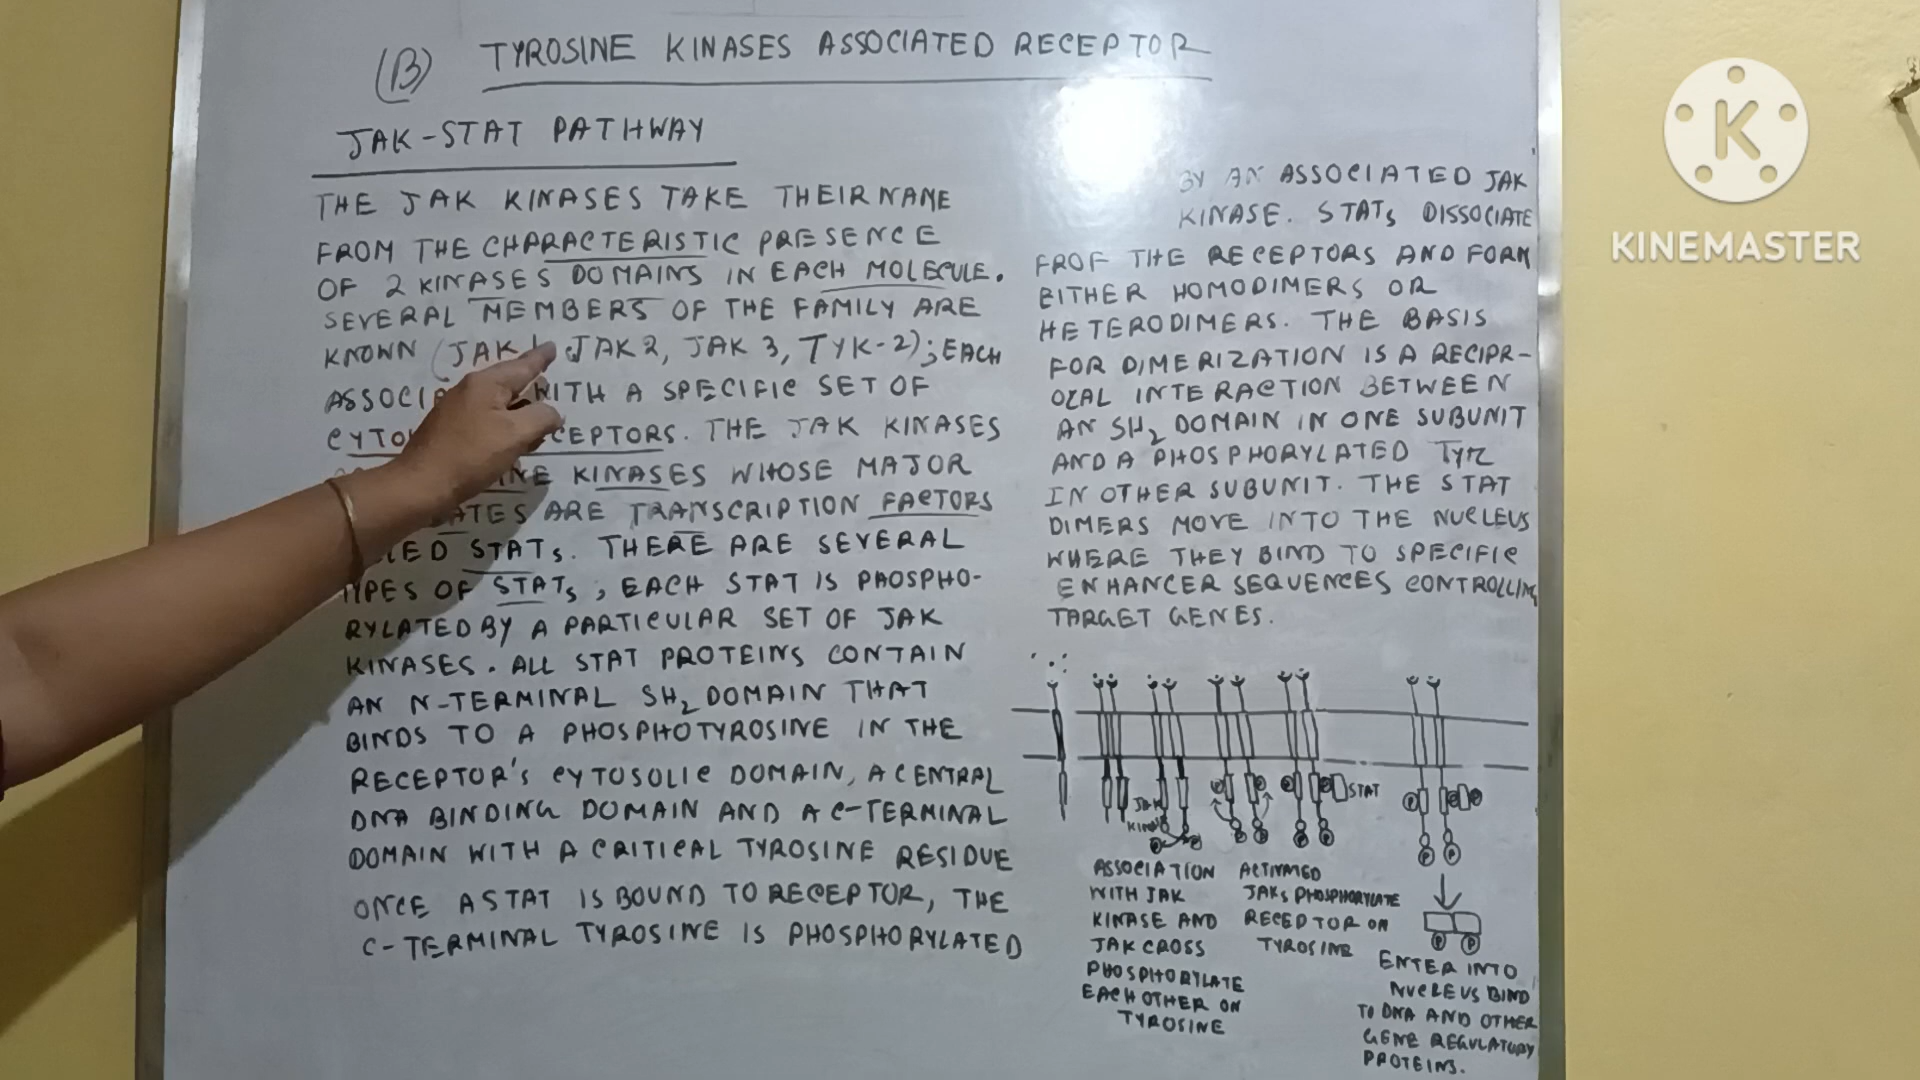 (B) TYROSINE KINASES ASSOCIATED RECEPTOR
JAK-STAT PATHWAY
THE JAK KINASES TAKE THEIR NAME
FROM THE CHARACTERISTIC PRESENCE
OF 2 KINASES DOMAINS IN EACH MOLECULE.
SEVERAL MEMBERS OF THE FAMILY ARE
KNOWN (JAK 1, JAK 2, JAK 3, TYK-2); EACH
WITH A SPECIFIC SET OF
THE JAK KINASES
KINASES WHOSE MAJOR
ARE TRANSCRIPTION FACTORS
STATs. THERE ARE SEVERAL
TYPES OF STATs; EACH STAT IS PHOSPHO-
RYLATED BY A PARTICULAR SET OF JAK
KINASES. ALL STAT PROTEINS CONTAIN
AN N-TERMINAL SH2 DOMAIN THAT
BINDS TO A PHOSPHOTYROSINE IN THE
RECEPTOR'S CYTOSOLIC DOMAIN, A CENTRAL
DNA BINDING DOMAIN AND A C-TERMINAL
DOMAIN WITH A CRITICAL TYROSINE RESIDUE
ONCE A STAT IS BOUND TO RECEPTOR, THE
C-TERMINAL TYROSINE IS PHOSPHORYLATED
BY AN ASSOCIATED JAK
KINASE. STATs DISSOCIATE
FROF THE RECEPTORS AND FORM
EITHER HOMODIMERS OR
HETERODIMERS. THE BASIS
FOR DIMERIZATION IS A RECIPR-
OCAL INTERACTION BETWEEN
AN SH2 DOMAIN IN ONE SUBUNIT
AND A PHOSPHORYLATED TYR
IN OTHER SUBUNIT. THE STAT
DIMERS MOVE INTO THE NUCLEUS
WHERE THEY BIND TO SPECIFIC
ENHANCER SEQUENCES CONTROLLING
TARGET GENES.
STAT
JAK
ASSOCIATION
WITH JAK
KINASE AND
JAK CROSS
PHOSPHORYLATE
EACH OTHER ON
TYROSINE
ACTIVATED
JAKs PHOSPHORYLATE
RECEPTOR ON
TYROSINE
ENTER INTO
NUCLEUS BIND
TO DNA AND OTHER
GENE REGULATORY
PROTEINS.
K
KINEMASTER